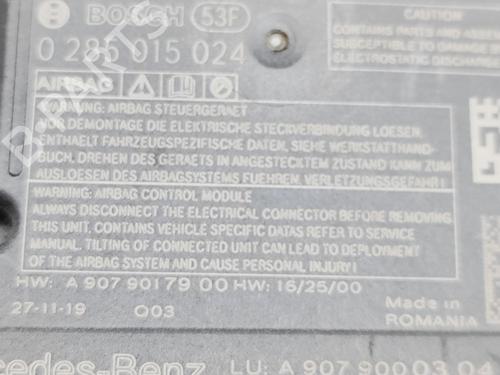 BOSCH 53F
0 285 015 024
AIRBAG
WARNUNG: AIRBAG STEUERGERAET
VOR DEMONTAGE DIE ELEKTRISCHE STECKVERBINDUNG LOESEN.
ENTHAELT FAHRZEUGSPEZIFISCHE DATEN, SIEHE WERKSTATTHAND-
BUCH. DREHEN DES GERAETS IN ANGESTECKTEM ZUSTAND KANN ZUM
AUSLOESEN DES AIRBAGSYSTEMS FUEHREN. VERLETZUNGSGEFAHR!
WARNING: AIRBAG CONTROL MODULE
ALWAYS DISCONNECT THE ELECTRICAL CONNECTOR BEFORE REMOVING
THIS UNIT. CONTAINS VEHICLE SPECIFIC DATAS REFER TO SERVICE
MANUAL. TILTING OF CONNECTED UNIT CAN LEAD TO DEPLOYMENT
OF THE AIRBAG SYSTEM AND CAUSE PERSONAL INJURY!
HW: A 907 901 79 00 HW: 16/25/00
27-11-19 003
CAUTION
CONTAINS PARTS AND ASSE
SUSCEPTIBLE TO DAMAGE
ELECTROSTATIC DISCHARGE
Made in
ROMANIA
cedes-Benz LU: A 907 900 03 04